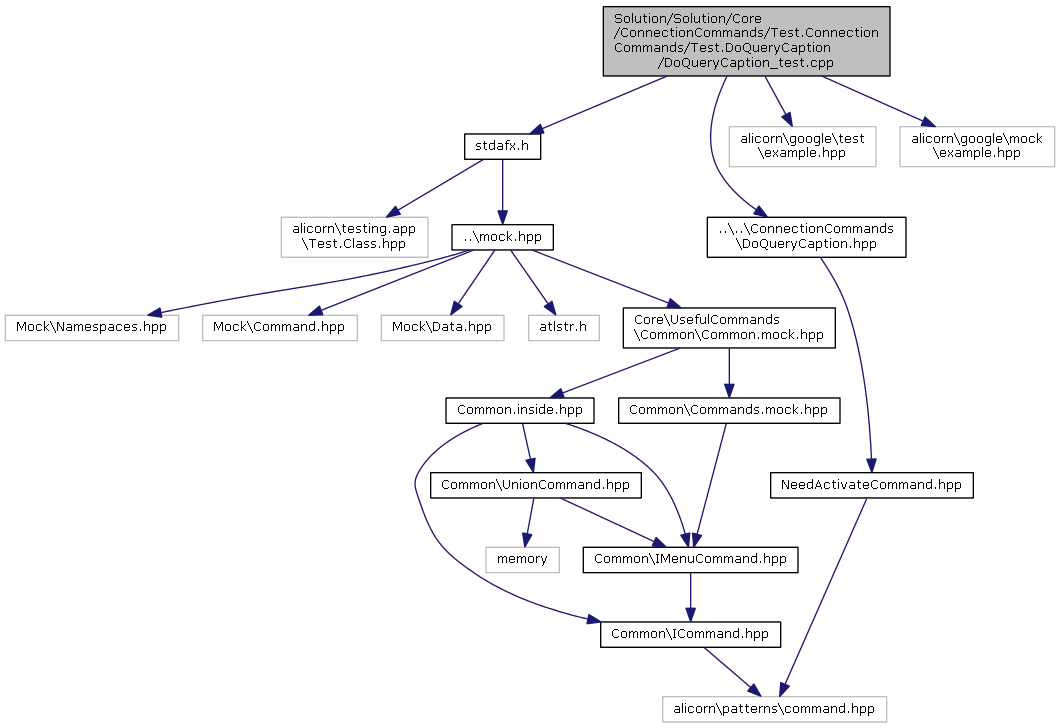 Solution/Solution/Core
/ConnectionCommands/Test.Connection
Commands/Test.DoQueryCaption
/DoQueryCaption_test.cpp
stdafx.h
alicorn\google\test
\example.hpp
alicorn\google\mock
\example.hpp
alicorn\testing.app
\Test.Class.hpp
..\mock.hpp
..\..\ConnectionCommands
\DoQueryCaption.hpp
Mock\Namespaces.hpp
Mock\Command.hpp
Mock\Data.hpp
atlstr.h
Core\UsefulCommands
\Common\Common.mock.hpp
Common.inside.hpp
Common\Commands.mock.hpp
Common\UnionCommand.hpp
NeedActivateCommand.hpp
memory
Common\IMenuCommand.hpp
Common\ICommand.hpp
alicorn\patterns\command.hpp